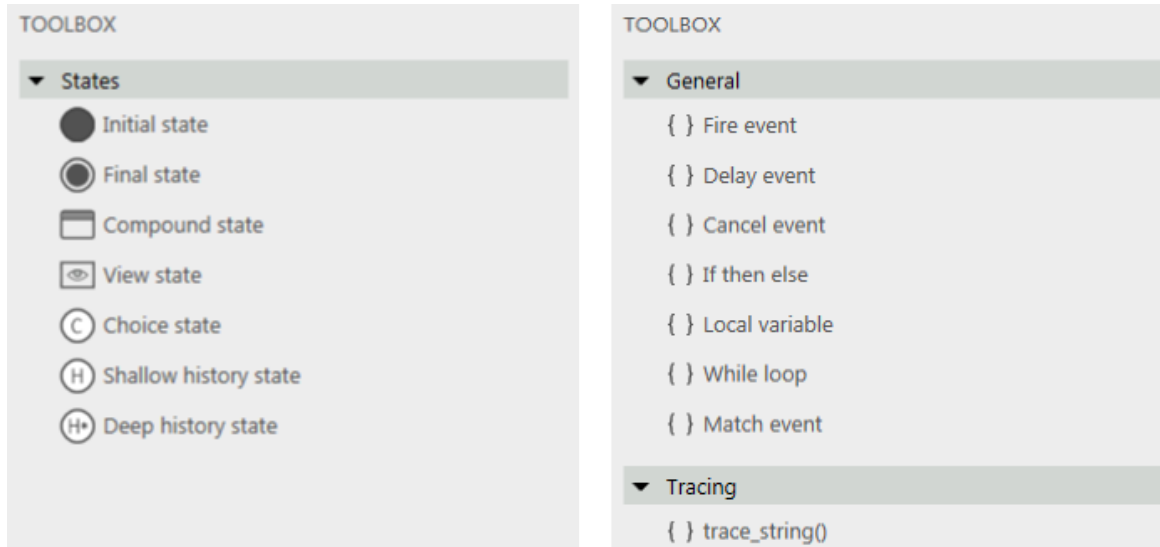 TOOLBOX
States
Initial state
Final state
Compound state
View state
C Choice state
H Shallow history state
H• Deep history state
TOOLBOX
General
{ } Fire event
{ } Delay event
{ } Cancel event
{ } If then else
{ } Local variable
{ } While loop
{ } Match event
Tracing
{ } trace_string()